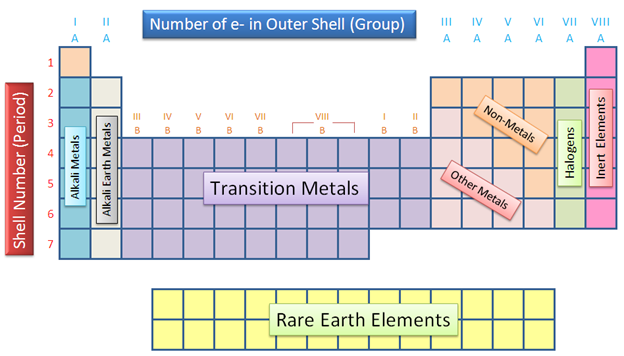 Number of e- in Outer Shell (Group)
I II III IV V VI VII VIII
A A A A A A A A
Shell Number (Period)
1
2
3
4
5
6
7
III IV V VI VII VIII I II
B B B B B B B B
Alkali Metals
Alkali Earth Metals
Transition Metals
Non-Metals
Other Metals
Halogens
Inert Elements
Rare Earth Elements